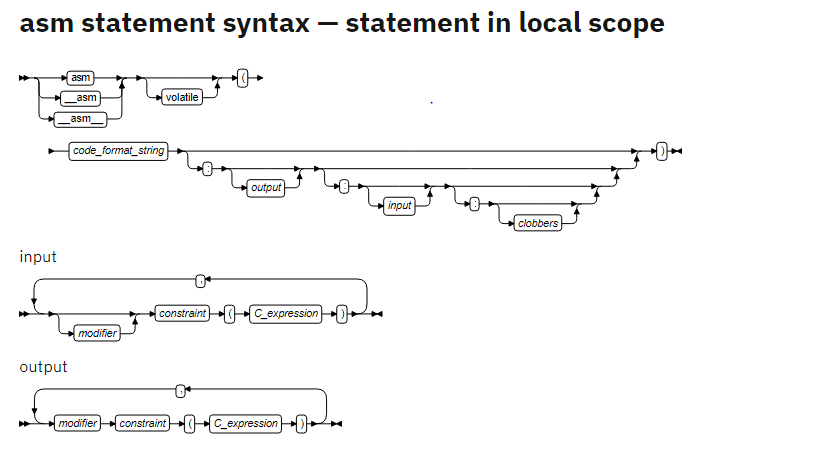 asm statement syntax — statement in local scope
asm
volatile
(
__asm
__asm__
code_format_string
)
:
output
:
input
:
clobbers
input
,
constraint ( C_expression )
modifier
output
,
modifier constraint ( C_expression )